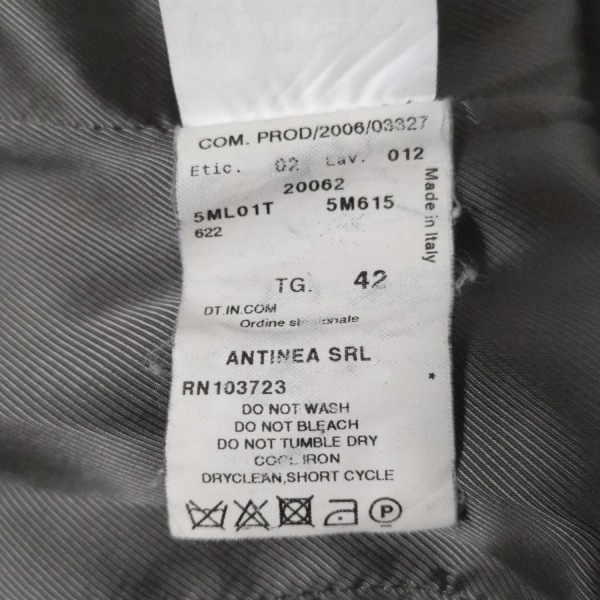 COM. PROD/2006/03327
Etic. 02 Lav. 012
20062
5ML01T 5M615
622
Made in Italy
TG. 42
DT.IN.COM
Ordine stagionale
ANTINEA SRL
RN103723 *
DO NOT WASH
DO NOT BLEACH
DO NOT TUMBLE DRY
COOL IRON
DRYCLEAN,SHORT CYCLE
P